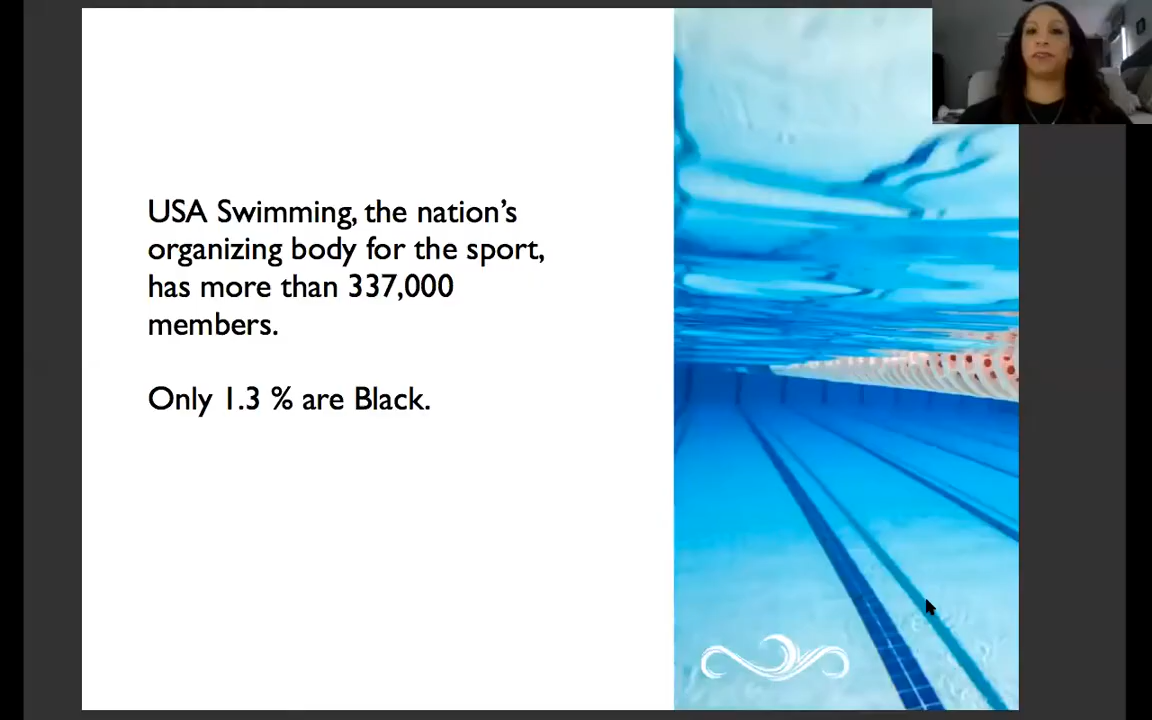 USA Swimming, the nation's
organizing body for the sport,
has more than 337,000
members.
Only 1.3 % are Black.